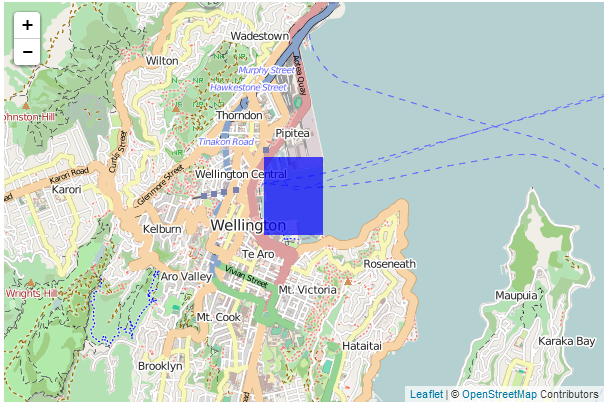 +
−
Wadestown
Wilton
Murphy Street
Aotea Quay
Hawkestone Street
Johnston Hill
Thorndon
Pipitea
Curtis Street
Tinakori Road
Karori Road
Wellington Central
Karori
Glenmore Street
Kelburn
Wellington
Te Aro
Roseneath
Aro Valley
Vivian Street
Wrights Hill
Mt. Victoria
Maupuia
Mt. Cook
Hataitai
Karaka Bay
Brooklyn
Leaflet | © OpenStreetMap Contributors